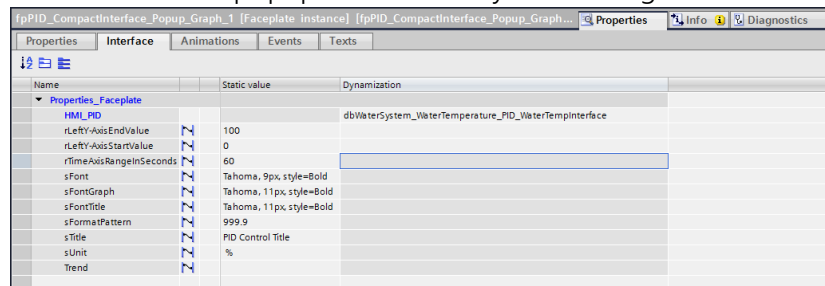 fpPID_CompactInterface_Popup_Graph_1 [Faceplate instance] [fpPID_CompactInterface_Popup_Graph... Properties Info Diagnostics
Properties Interface Animations Events Texts
Name Static value Dynamization
Properties_Faceplate
HMI_PID dbWaterSystem_WaterTemperature_PID_WaterTempInterface
rLeftY-AxisEndValue 100
rLeftY-AxisStartValue 0
rTimeAxisRangeInSeconds 60
sFont Tahoma, 9px, style=Bold
sFontGraph Tahoma, 11px, style=Bold
sFontTitle Tahoma, 11px, style=Bold
sFormatPattern 999.9
sTitle PID Control Title
sUnit %
Trend